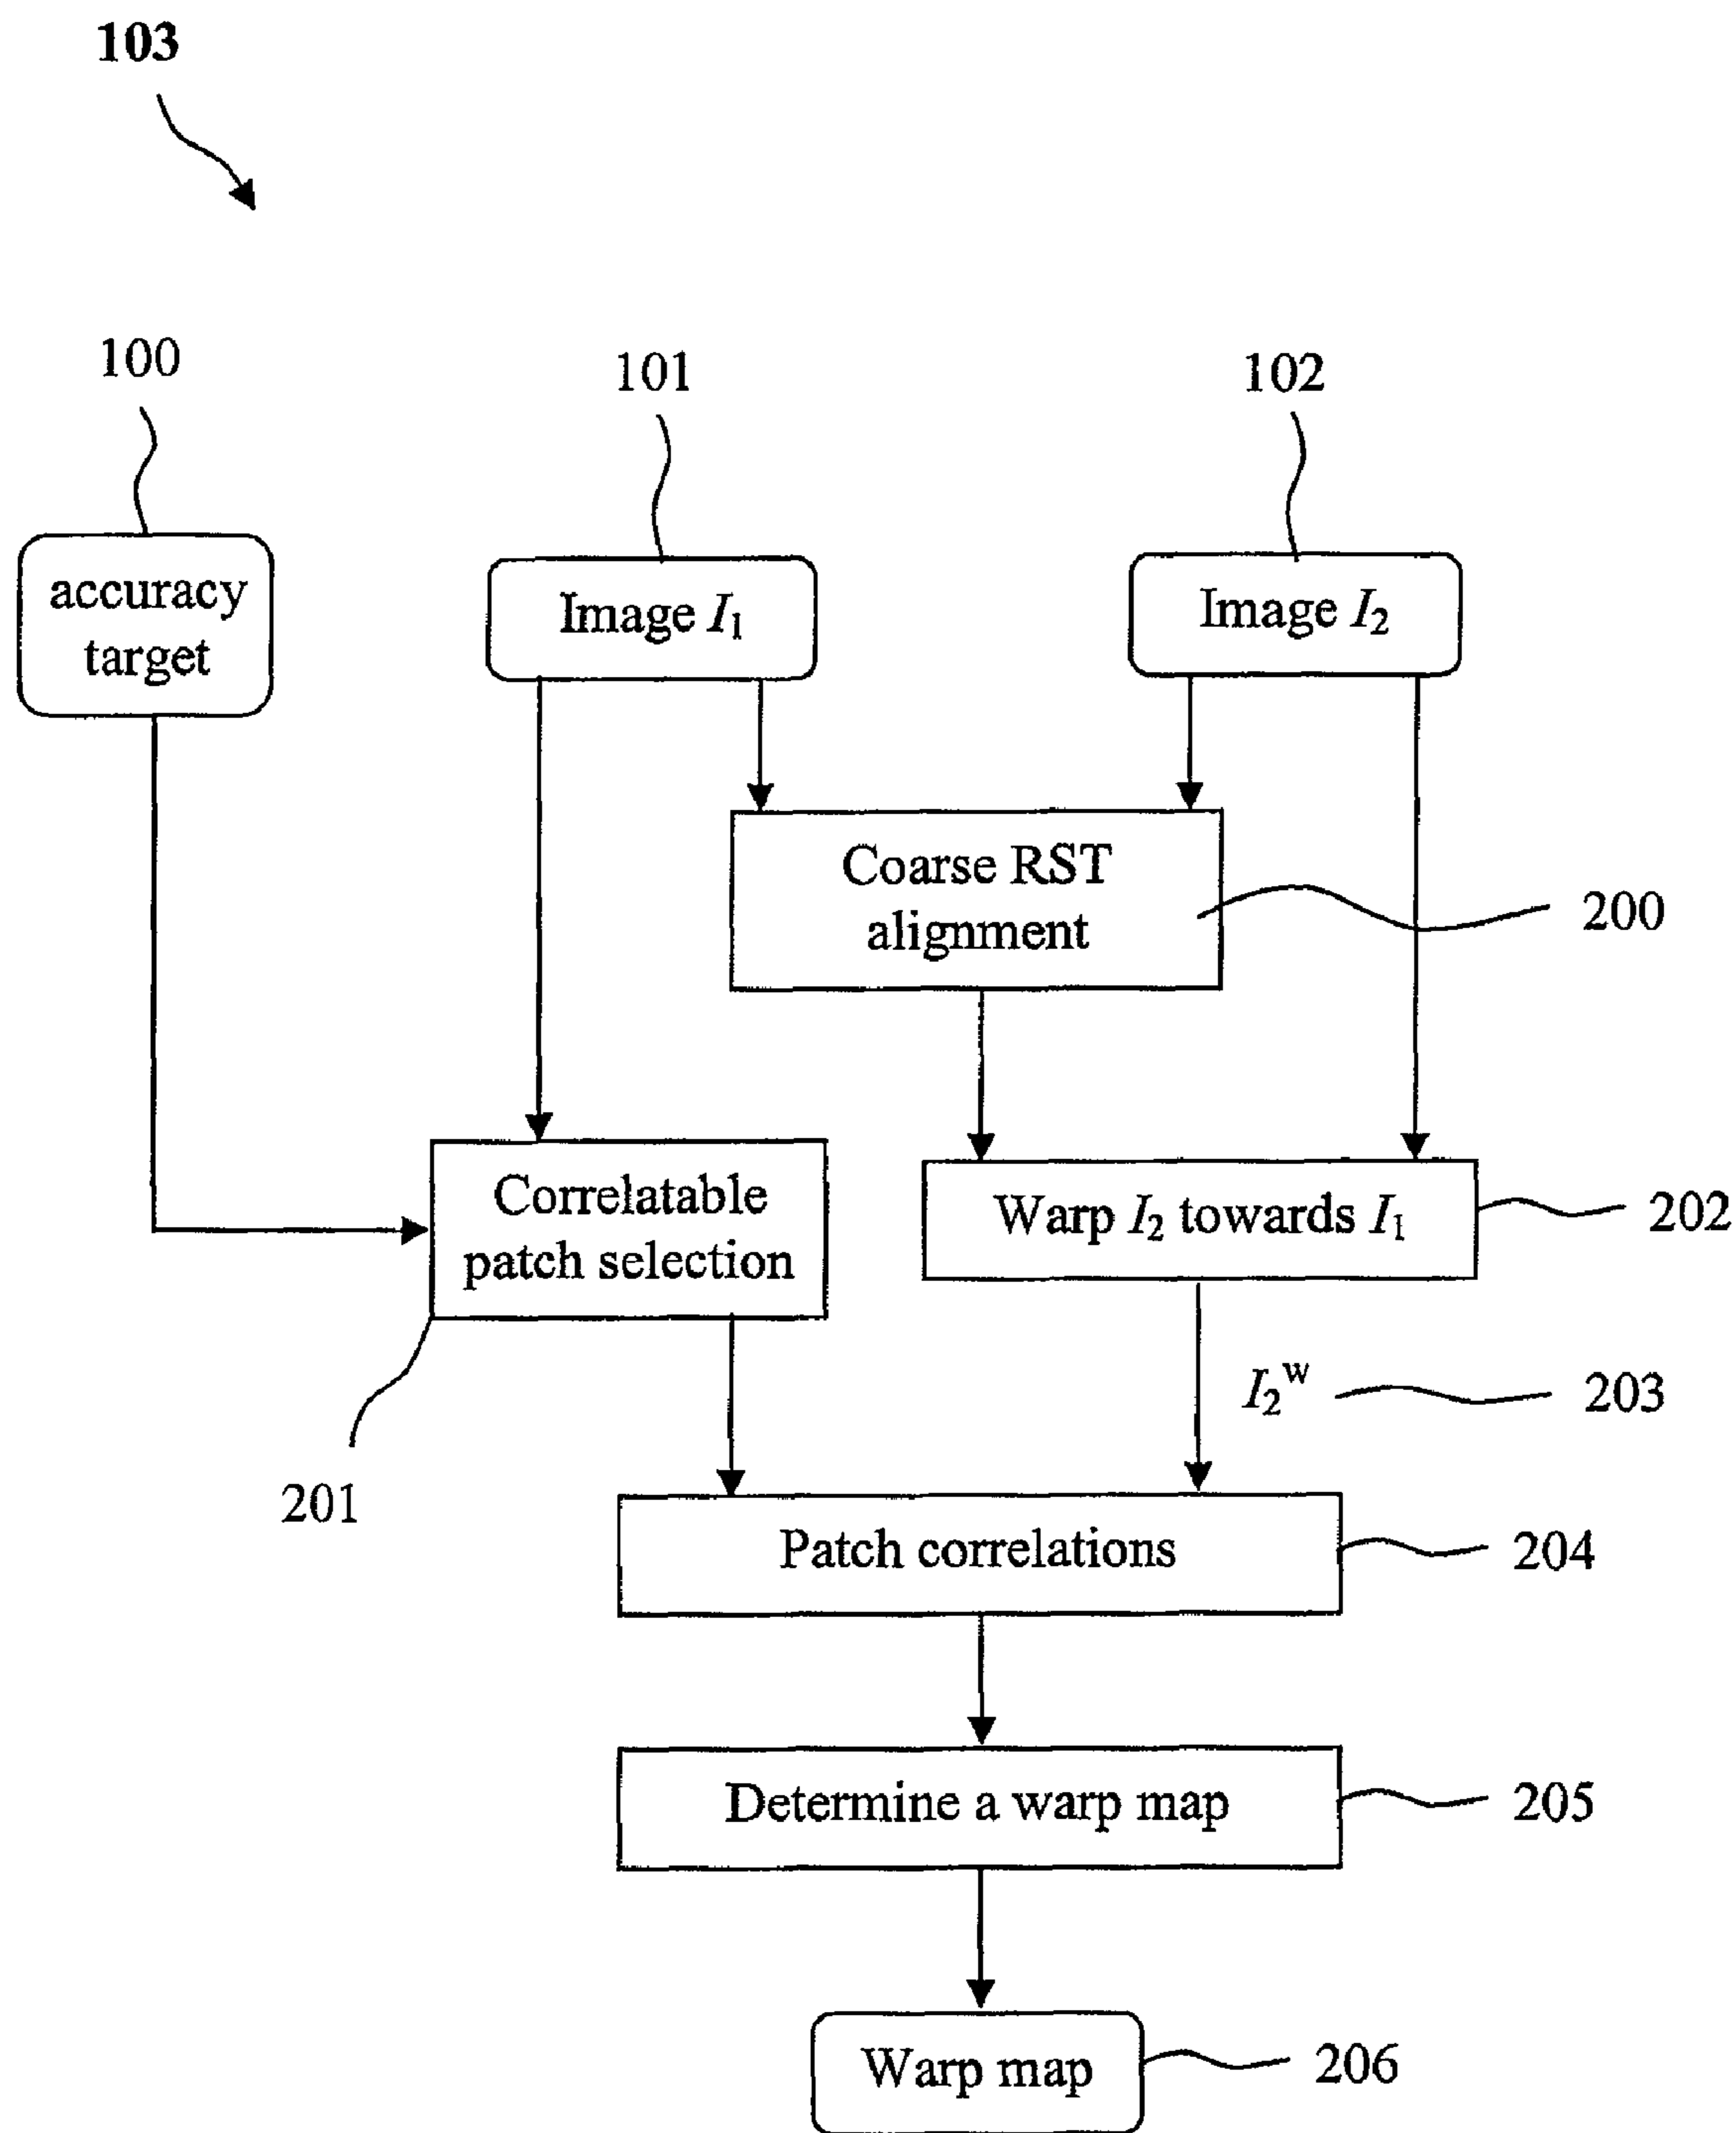 103
100
101
102
accuracy
target
Image I₁
Image I₂
Coarse RST
alignment
200
Correlatable
patch selection
Warp I₂ towards I₁
202
I₂ʷ
203
201
Patch correlations
204
Determine a warp map
205
Warp map
206